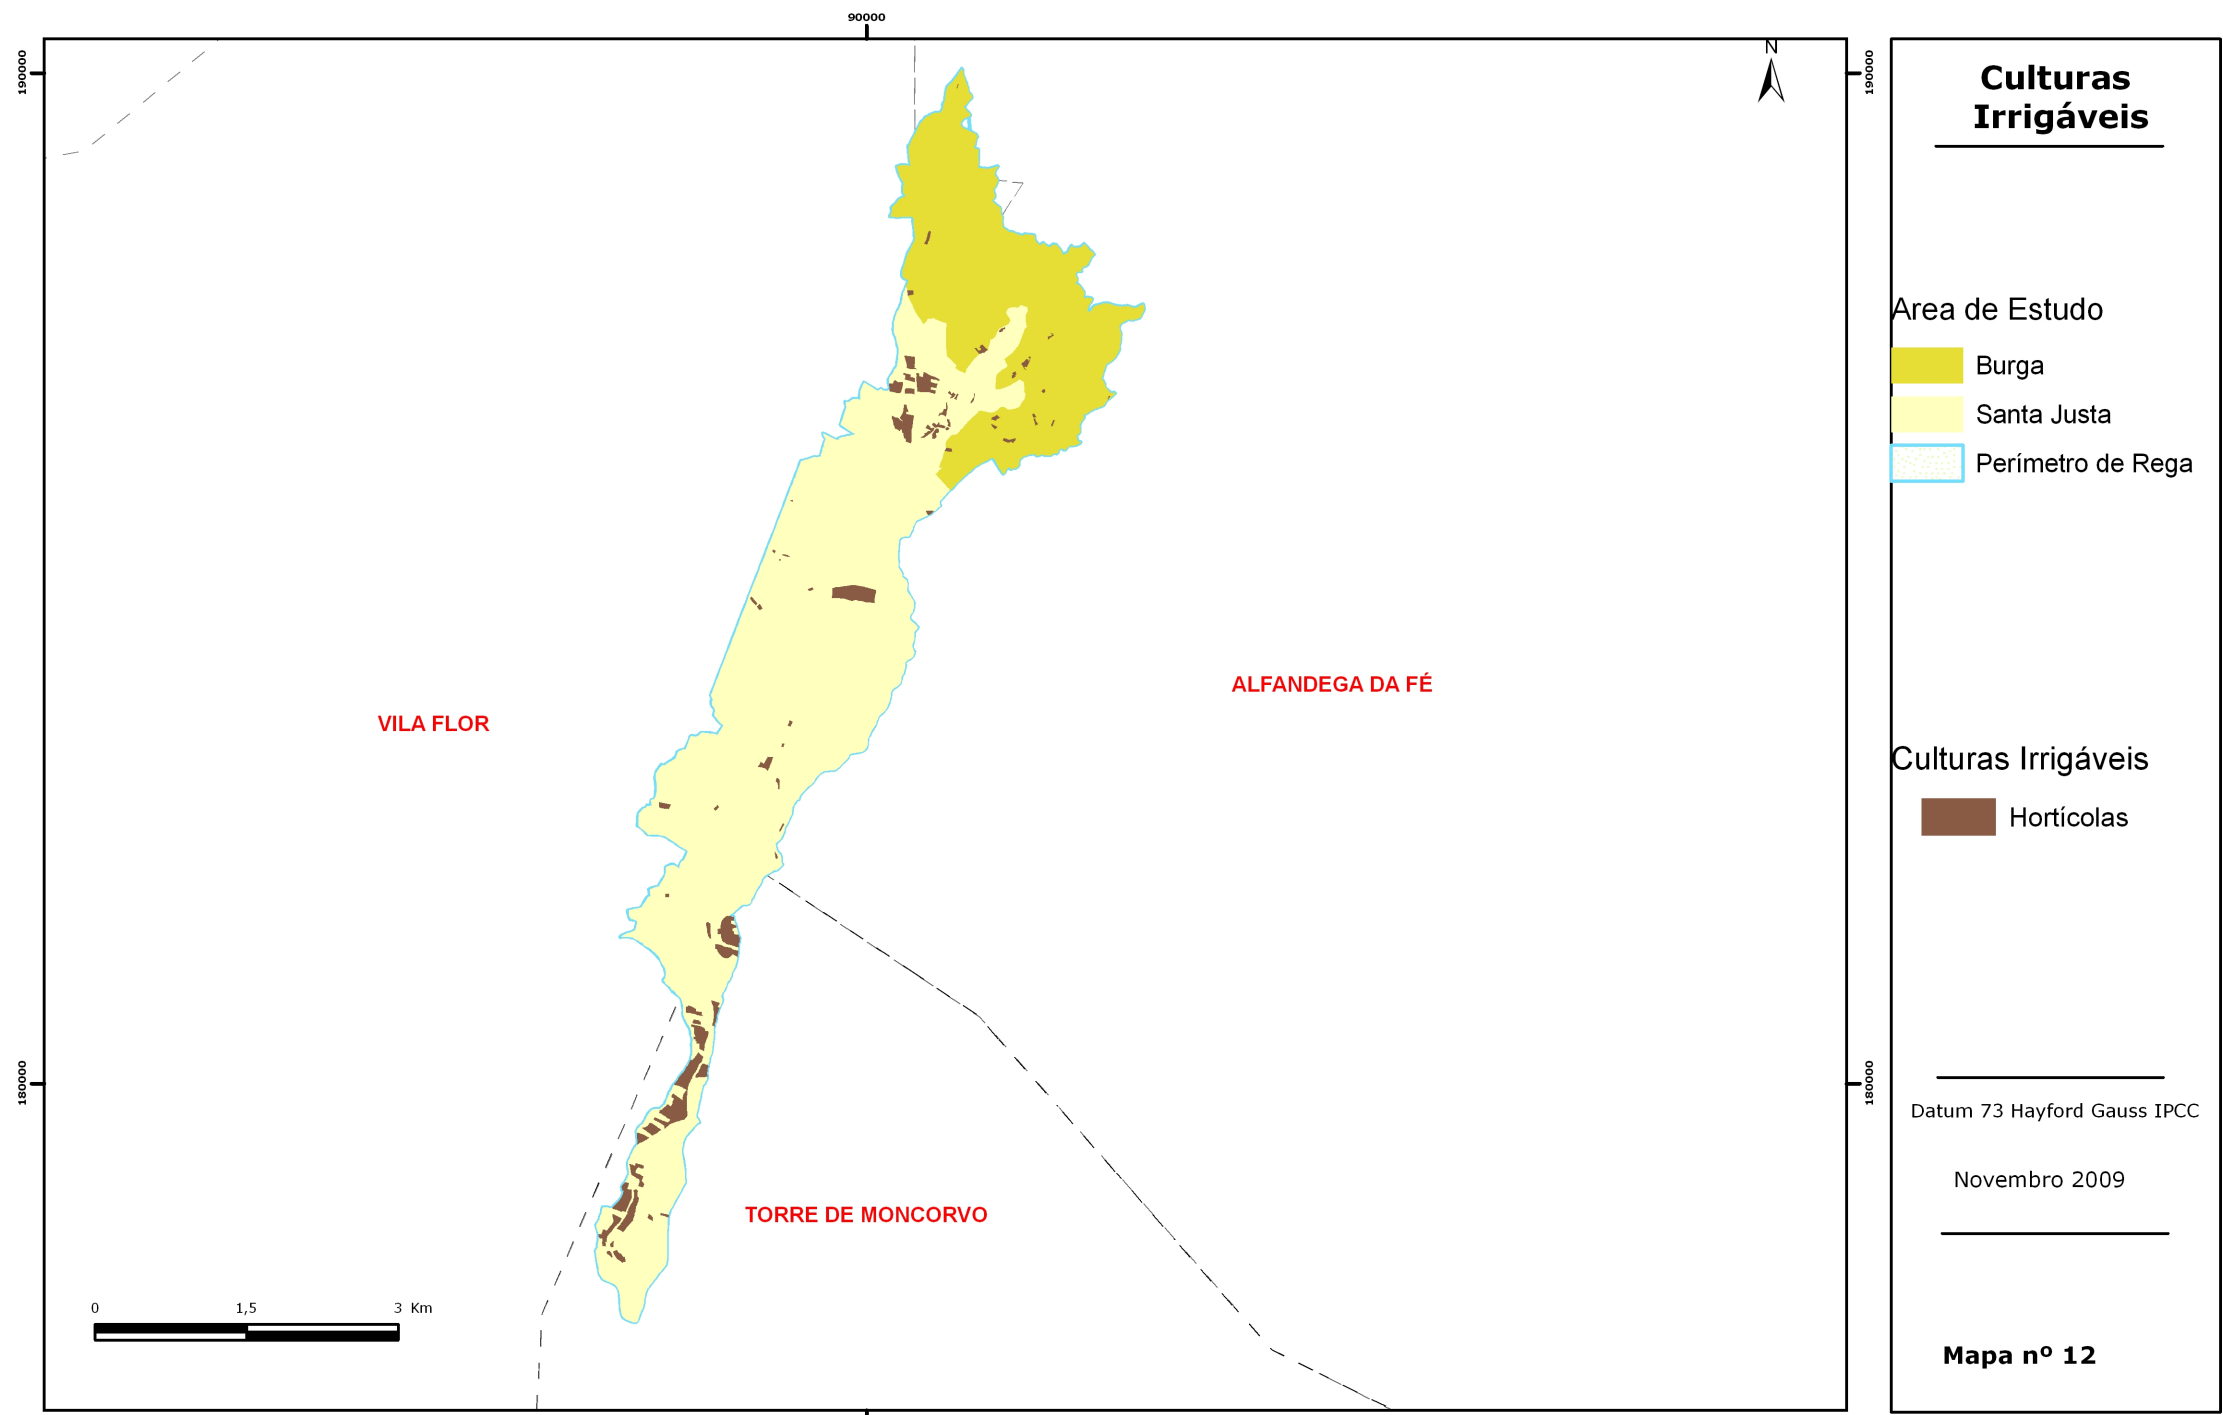 90000
190000
190000
N
Culturas
Irrigáveis
Area de Estudo
Burga
Santa Justa
Perímetro de Rega
ALFANDEGA DA FÉ
VILA FLOR
Culturas Irrigáveis
Hortícolas
180000
180000
Datum 73 Hayford Gauss IPCC
Novembro 2009
TORRE DE MONCORVO
0 1,5 3 Km
Mapa nº 12